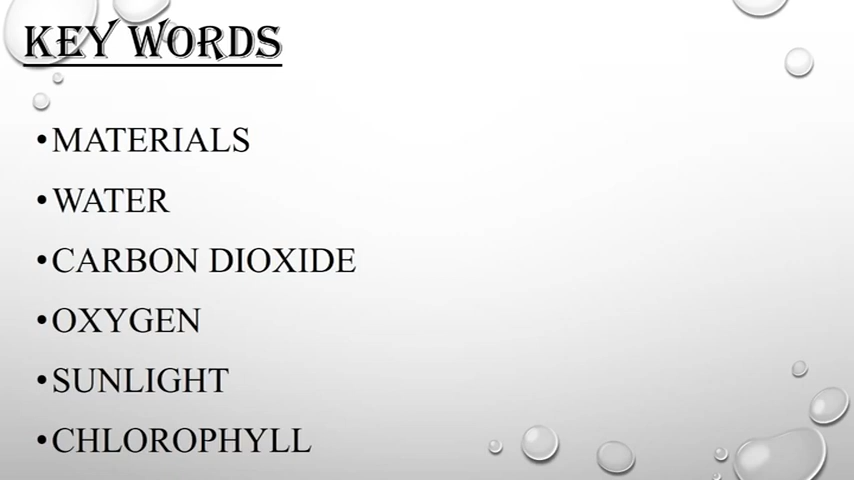 KEY WORDS
•MATERIALS
•WATER
•CARBON DIOXIDE
•OXYGEN
•SUNLIGHT
•CHLOROPHYLL